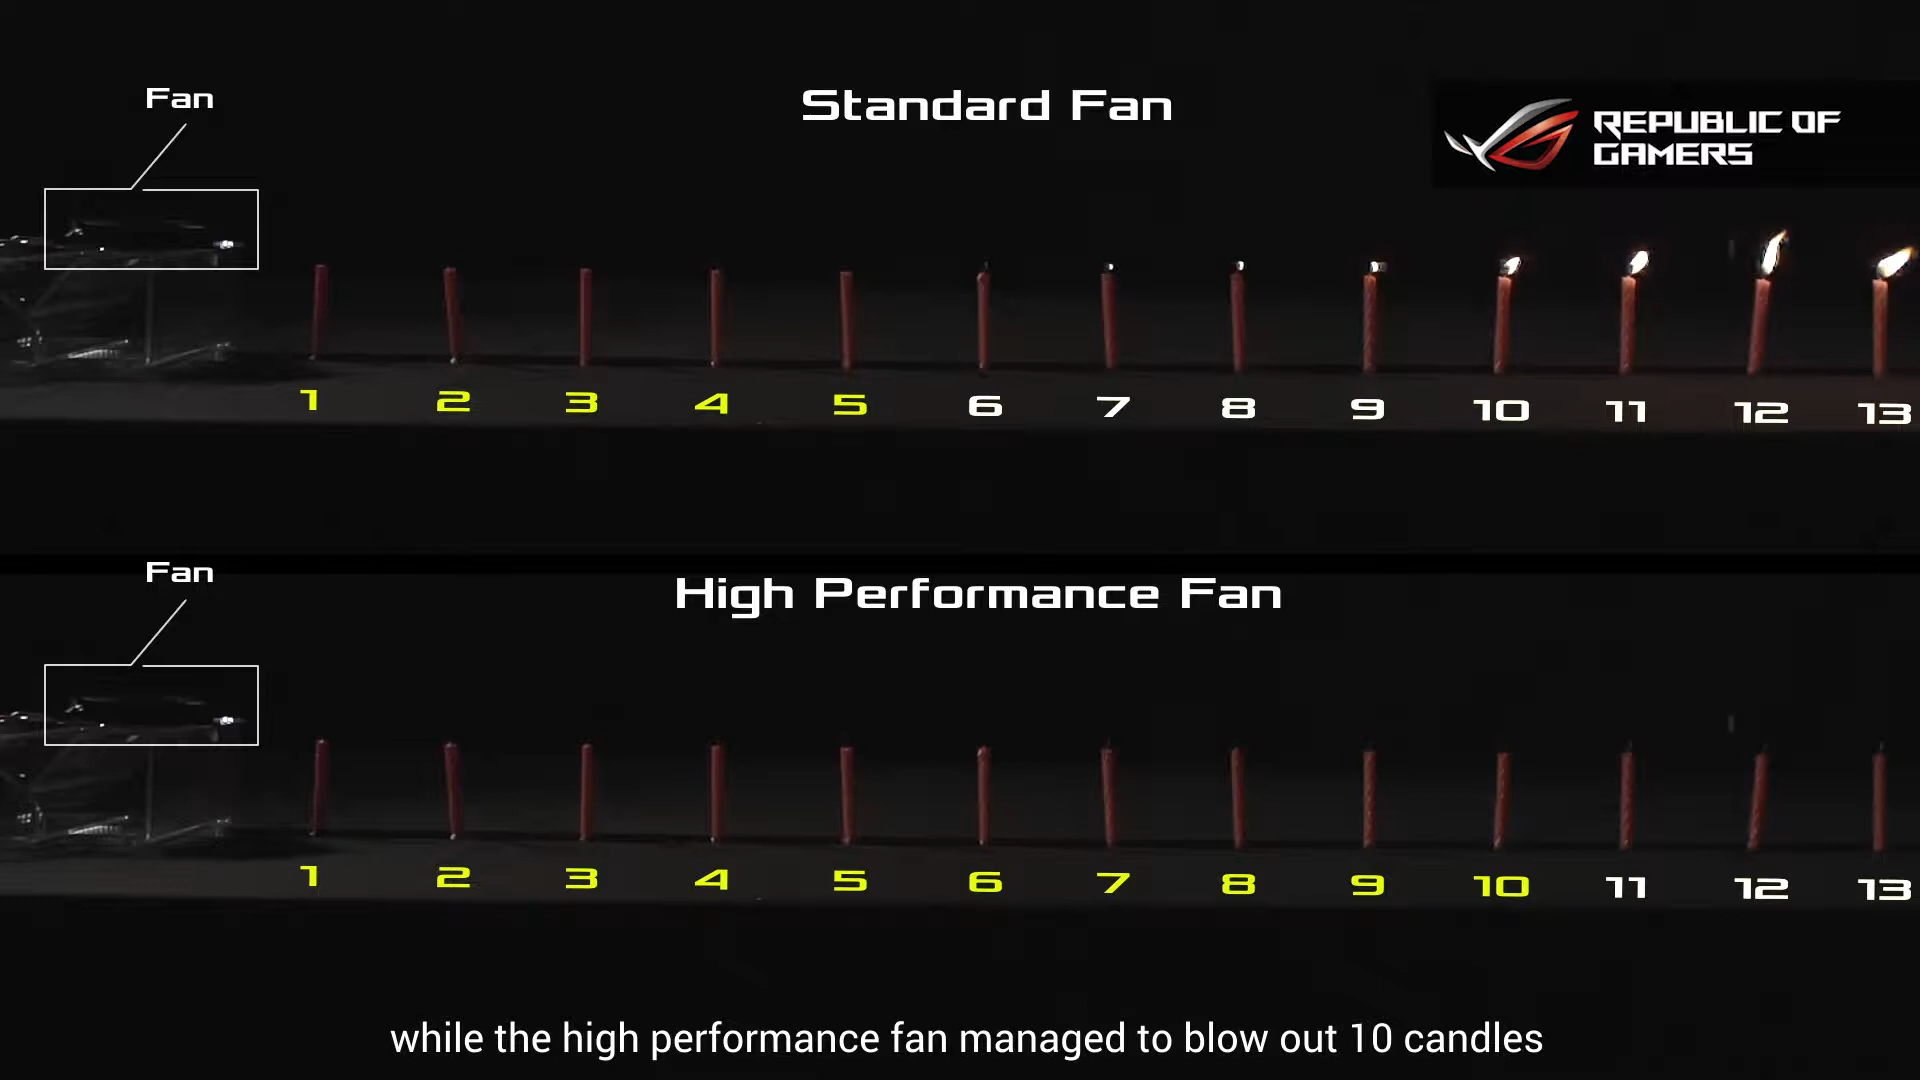 Fan
Standard Fan
REPUBLIC OF
GAMERS
1 2 3 4 5 6 7 8 9 10 11 12 13
Fan
High Performance Fan
1 2 3 4 5 6 7 8 9 10 11 12 13
while the high performance fan managed to blow out 10 candles